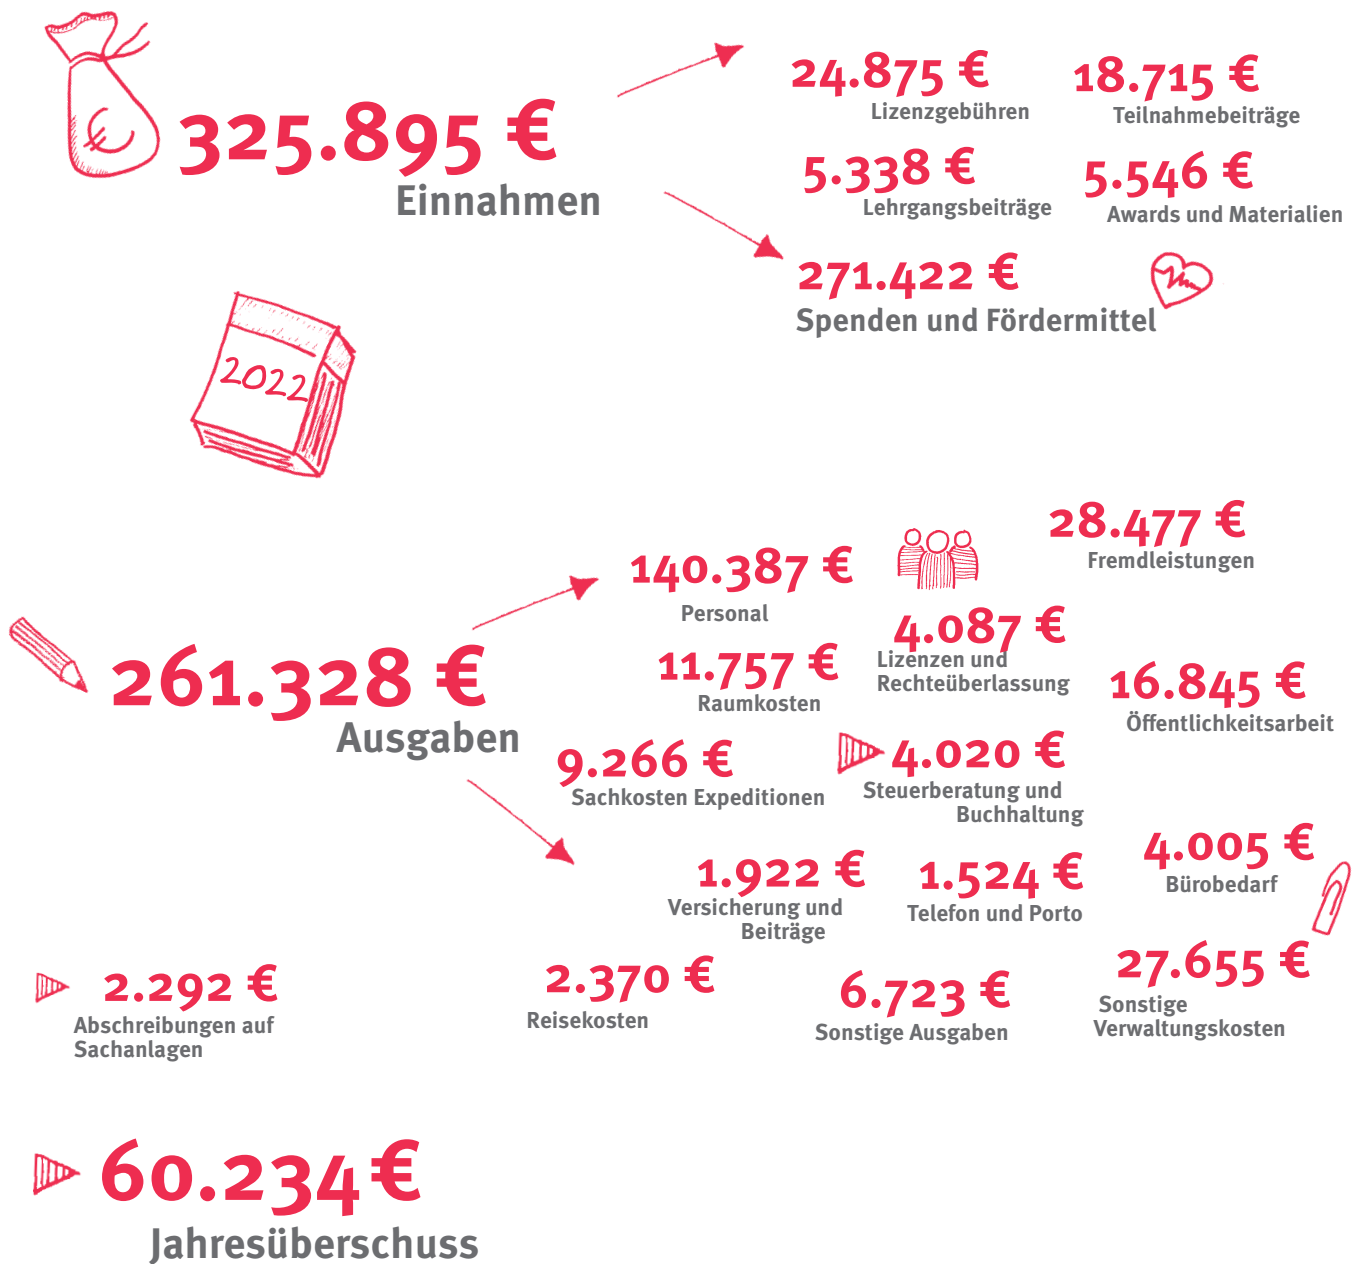 325.895 €
Einnahmen
24.875 €
Lizenzgebühren
18.715 €
Teilnahmebeiträge
5.338 €
Lehrgangsbeiträge
5.546 €
Awards und Materialien
271.422 €
Spenden und Fördermittel
2022
261.328 €
Ausgaben
140.387 €
Personal
28.477 €
Fremdleistungen
4.087 €
Lizenzen und
Rechteüberlassung
11.757 €
Raumkosten
16.845 €
Öffentlichkeitsarbeit
9.266 €
Sachkosten Expeditionen
4.020 €
Steuerberatung und
Buchhaltung
4.005 €
Bürobedarf
1.922 €
Versicherung und
Beiträge
1.524 €
Telefon und Porto
2.370 €
Reisekosten
6.723 €
Sonstige Ausgaben
27.655 €
Sonstige
Verwaltungskosten
2.292 €
Abschreibungen auf
Sachanlagen
60.234 €
Jahresüberschuss